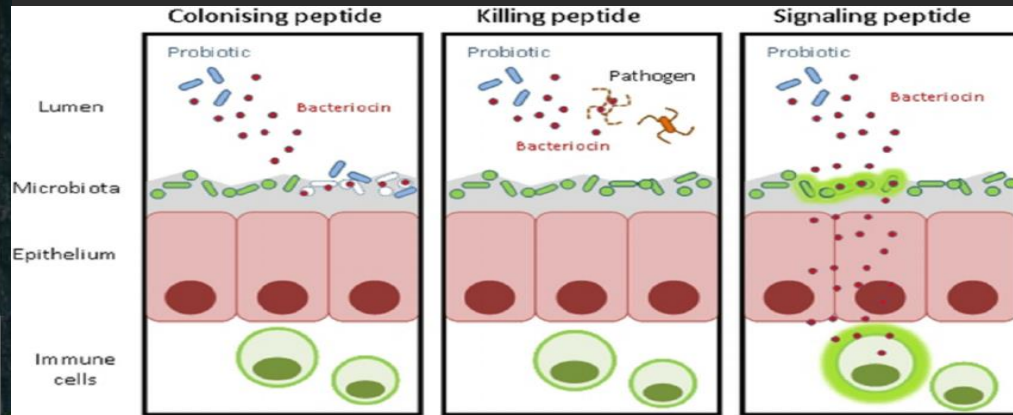 Colonising peptide
Killing peptide
Signaling peptide
Probiotic
Probiotic
Probiotic
Pathogen
Lumen
Bacteriocin
Bacteriocin
Bacteriocin
Microbiota
Epithelium
Immune
cells